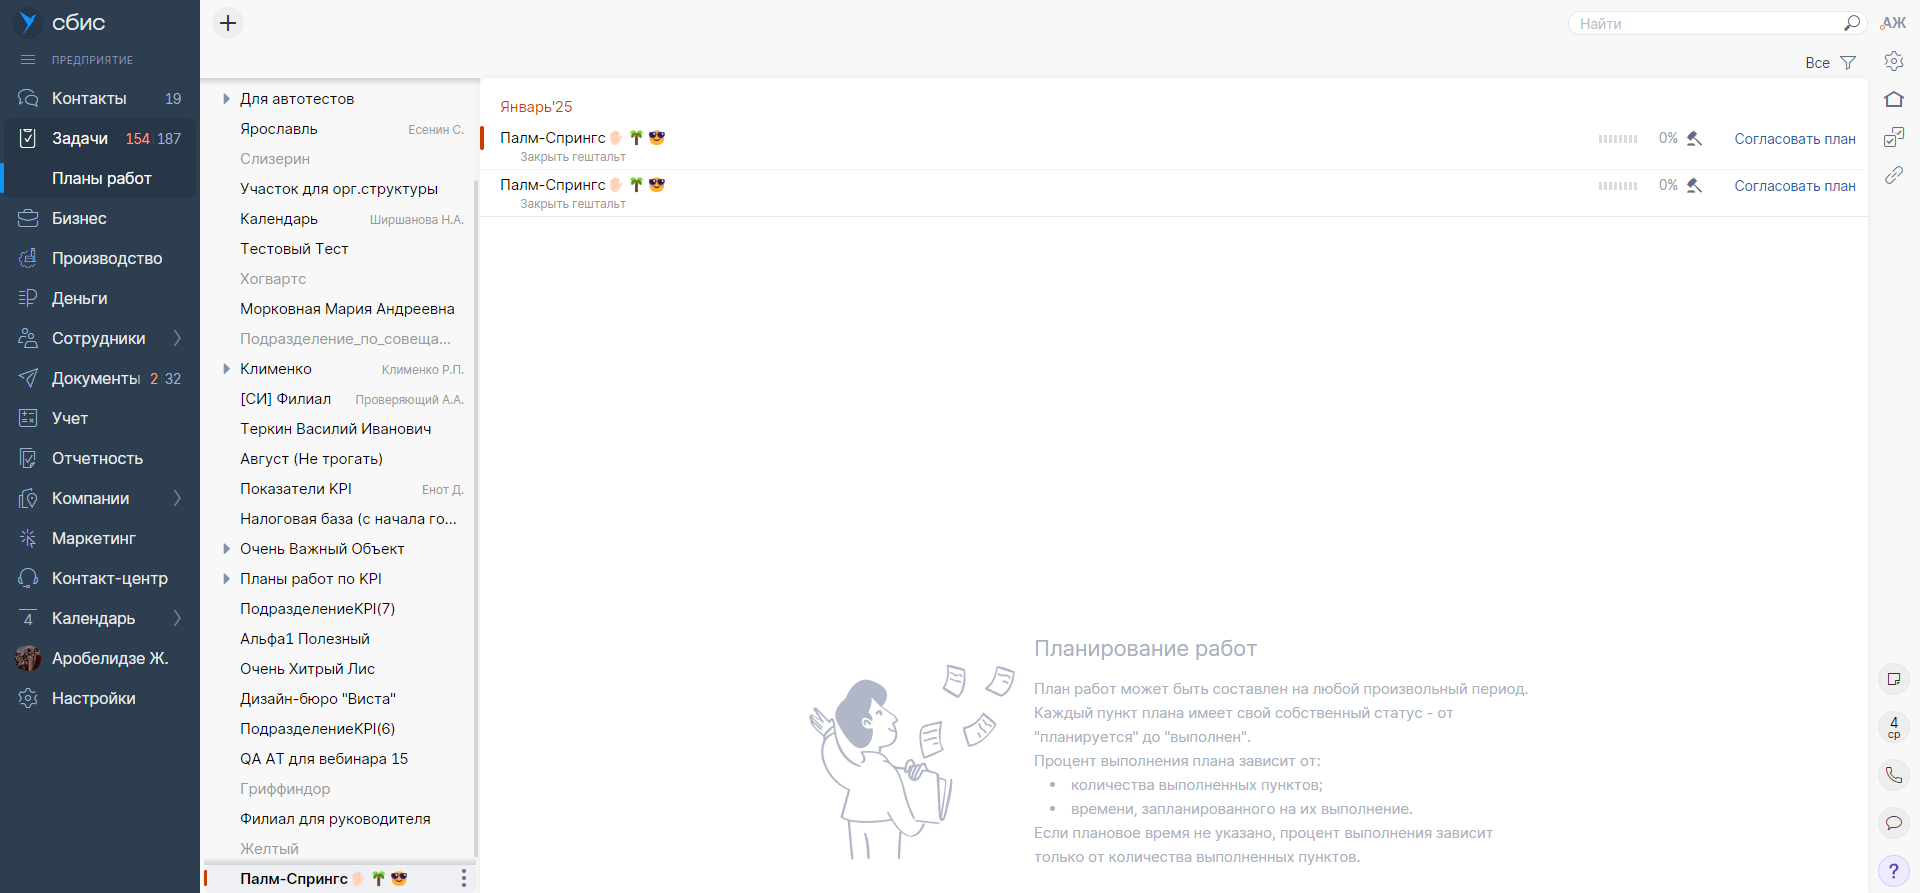 сбис
Найти
АЖ
ПРЕДПРИЯТИЕ
Все
Контакты 19
Задачи 154 187
Планы работ
Бизнес
Производство
Деньги
Сотрудники
Документы 2 32
Учет
Отчетность
Компании
Маркетинг
Контакт-центр
4 Календарь
Аробелидзе Ж.
Настройки
Для автотестов
Ярославль Есенин С.
Слизерин
Участок для орг.структуры
Календарь Ширшанова Н.А.
Тестовый Тест
Хогвартс
Морковная Мария Андреевна
Подразделение_по_совеща...
Клименко Клименко Р.П.
[СИ] Филиал Проверяющий А.А.
Теркин Василий Иванович
Август (Не трогать)
Показатели KPI Енот Д.
Налоговая база (с начала го...
Очень Важный Объект
Планы работ по KPI
ПодразделениеKPI(7)
Альфа1 Полезный
Очень Хитрый Лис
Дизайн-бюро "Виста"
ПодразделениеKPI(6)
QA AT для вебинара 15
Гриффиндор
Филиал для руководителя
Желтый
Палм-Спрингс✋🏻 🌴 😎
Январь'25
Палм-Спрингс✋🏻 🌴 😎 0% Согласовать план
Закрыть гештальт
Палм-Спрингс✋🏻 🌴 😎 0% Согласовать план
Закрыть гештальт
Планирование работ
План работ может быть составлен на любой произвольный период.
Каждый пункт плана имеет свой собственный статус - от
"планируется" до "выполнен".
Процент выполнения плана зависит от:
• количества выполненных пунктов;
• времени, запланированного на их выполнение.
Если плановое время не указано, процент выполнения зависит
только от количества выполненных пунктов.
4
ср
?